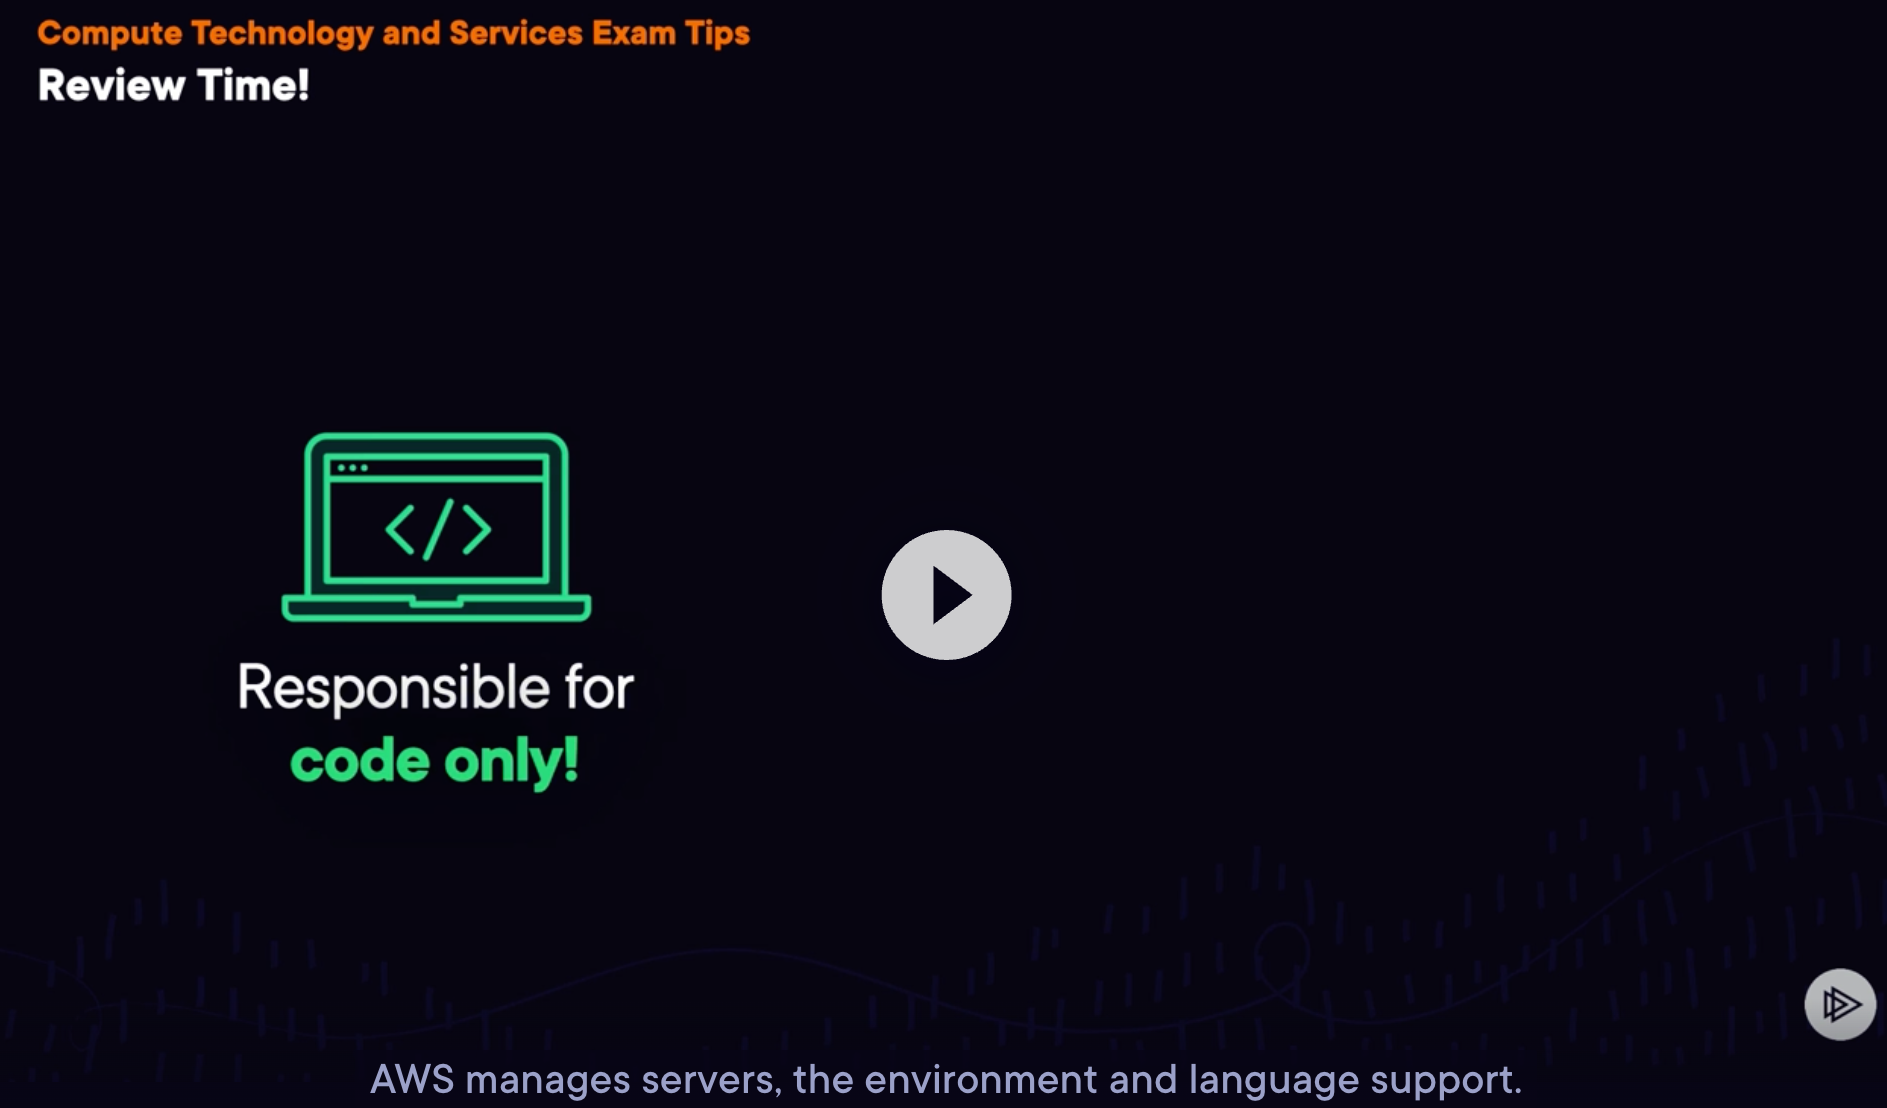 Compute Technology and Services Exam Tips
Review Time!
</>
Responsible for
code only!
AWS manages servers, the environment and language support.